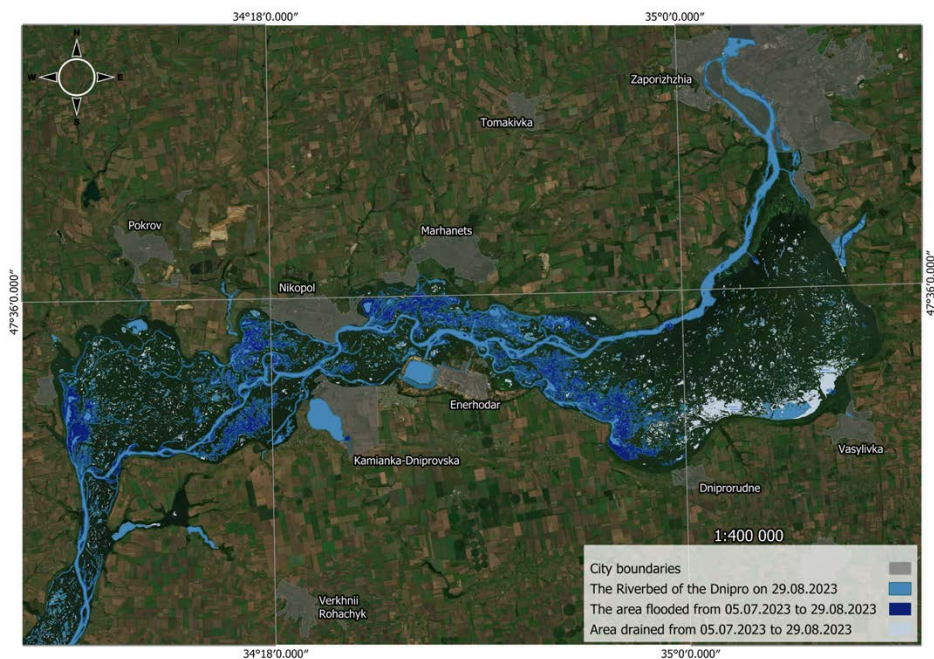 34°18′0.000″ 35°0′0.000″
N
W E
S
Zaporizhzhia
Tomakivka
Pokrov
Marhanets
Nikopol
47°36′0.000″ 47°36′0.000″
Enerhodar
Kamianka-Dniprovska
Vasylivka
Dniprorudne
1:400 000
City boundaries
The Riverbed of the Dnipro on 29.08.2023
The area flooded from 05.07.2023 to 29.08.2023
Area drained from 05.07.2023 to 29.08.2023
Verkhnii
Rohachyk
34°18′0.000″ 35°0′0.000″